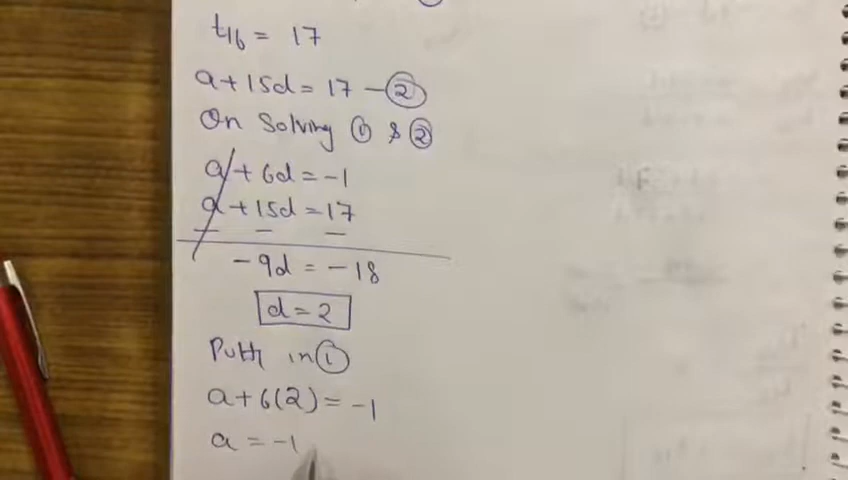 t16 = 17
a + 15d = 17 - ②
On Solving ① & ②
a + 6d = -1
a + 15d = 17
- - -
-9d = -18
d = 2
Putting in ①
a + 6(2) = -1
a = -1